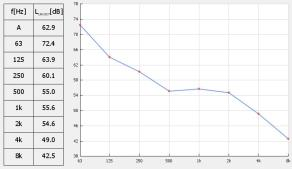 f[Hz] [dB]
A 62.9
63 72.4
125 63.9
250 60.1
500 55.0
1k 55.6
2k 54.6
4k 49.0
8k 42.5
78
74
70
66
62
58
54
50
46
42
38
63 125 250 500 1k 2k 4k 8k